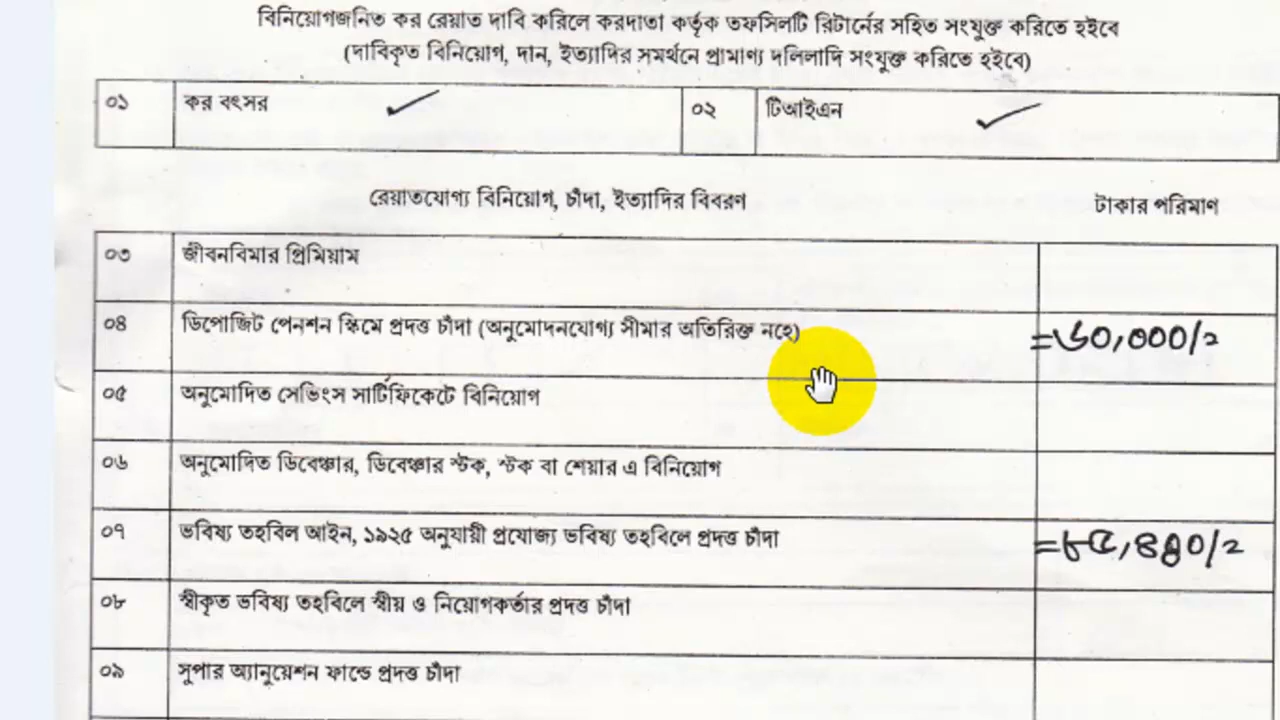 বিনিয়োগজনিত কর রেয়াত দাবি করিলে করদাতা কর্তৃক তফসিলটি রিটার্নের সহিত সংযুক্ত করিতে হইবে
(দাবিকৃত বিনিয়োগ, দান, ইত্যাদির সমর্থনে প্রামাণ্য দলিলাদি সংযুক্ত করিতে হইবে)
০১ কর বৎসর ০২ টিআইএন
রেয়াতযোগ্য বিনিয়োগ, চাঁদা, ইত্যাদির বিবরণ টাকার পরিমাণ
০৩ জীবনবিমার প্রিমিয়াম
০৪ ডিপোজিট পেনশন স্কিমে প্রদত্ত চাঁদা (অনুমোদনযোগ্য সীমার অতিরিক্ত নহে) =৬০,০০০/=
০৫ অনুমোদিত সেভিংস সার্টিফিকেটে বিনিয়োগ
০৬ অনুমোদিত ডিবেঞ্চার, ডিবেঞ্চার স্টক, স্টক বা শেয়ার এ বিনিয়োগ
০৭ ভবিষ্য তহবিল আইন, ১৯২৫ অনুযায়ী প্রযোজ্য ভবিষ্য তহবিলে প্রদত্ত চাঁদা
০৮ স্বীকৃত ভবিষ্য তহবিলে স্বীয় ও নিয়োগকর্তার প্রদত্ত চাঁদা
০৯ সুপার অ্যানুয়েশন ফান্ডে প্রদত্ত চাঁদা